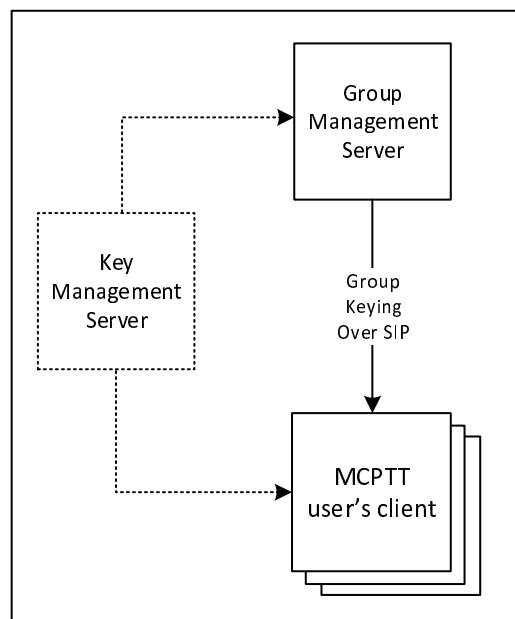 Group
Management
Server
Key
Management
Server
Group
Keying
Over SIP
MCPTT
user’s client